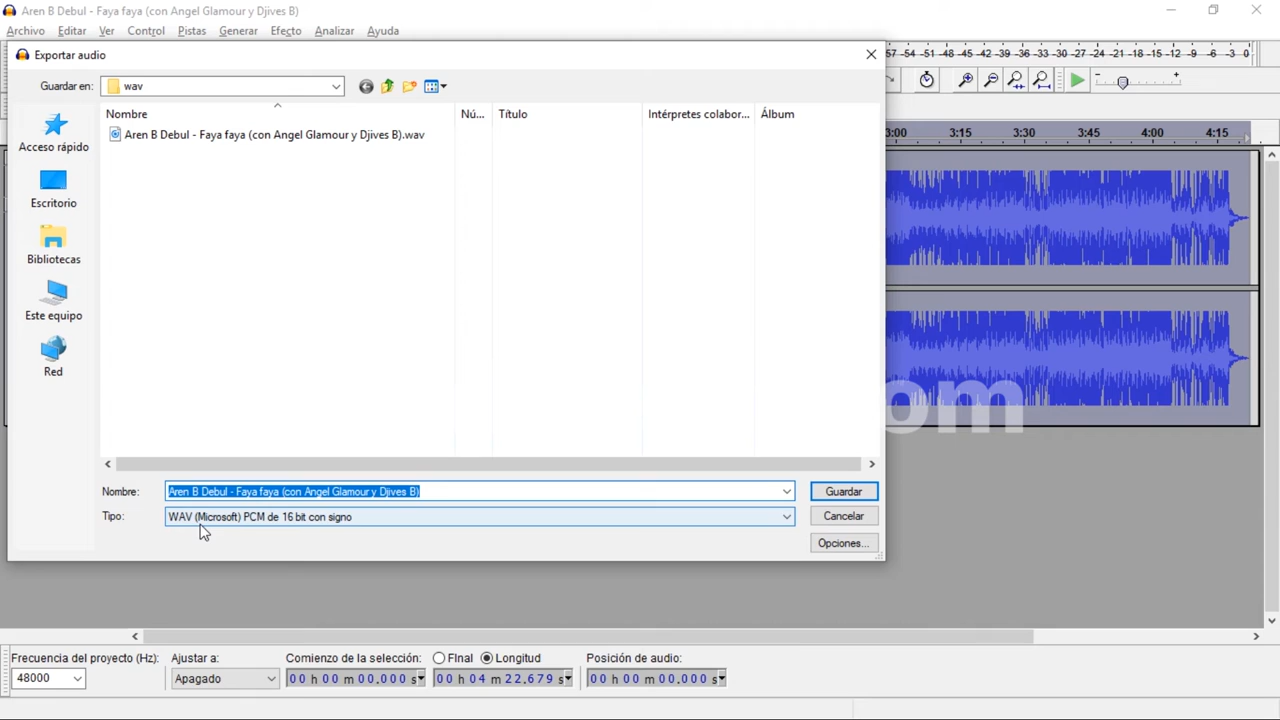 Aren B Debul - Faya faya (con Angel Glamour y Djives B)
Archivo Editar Ver Control Pistas Generar Efecto Analizar Ayuda
Exportar audio
57 -54 -51 -48 -45 -42 -39 -36 -33 -30 -27 -24 -21 -18 -15 -12 -9 -6 -3 0
Guardar en: wav
- +
Nombre Nú... Título Intérpretes colabor... Álbum
3:00 3:15 3:30 3:45 4:00 4:15
Aren B Debul - Faya faya (con Angel Glamour y Djives B).wav
Acceso rápido
Escritorio
Bibliotecas
Este equipo
Red
om
Nombre: Aren B Debul - Faya faya (con Angel Glamour y Djives B) Guardar
Tipo: WAV (Microsoft) PCM de 16 bit con signo Cancelar
Opciones...
Frecuencia del proyecto (Hz): Ajustar a: Comienzo de la selección: FInal Longitud Posición de audio:
48000 Apagado 00 h 00 m 00.000 s 00 h 04 m 22.679 s 00 h 00 m 00.000 s